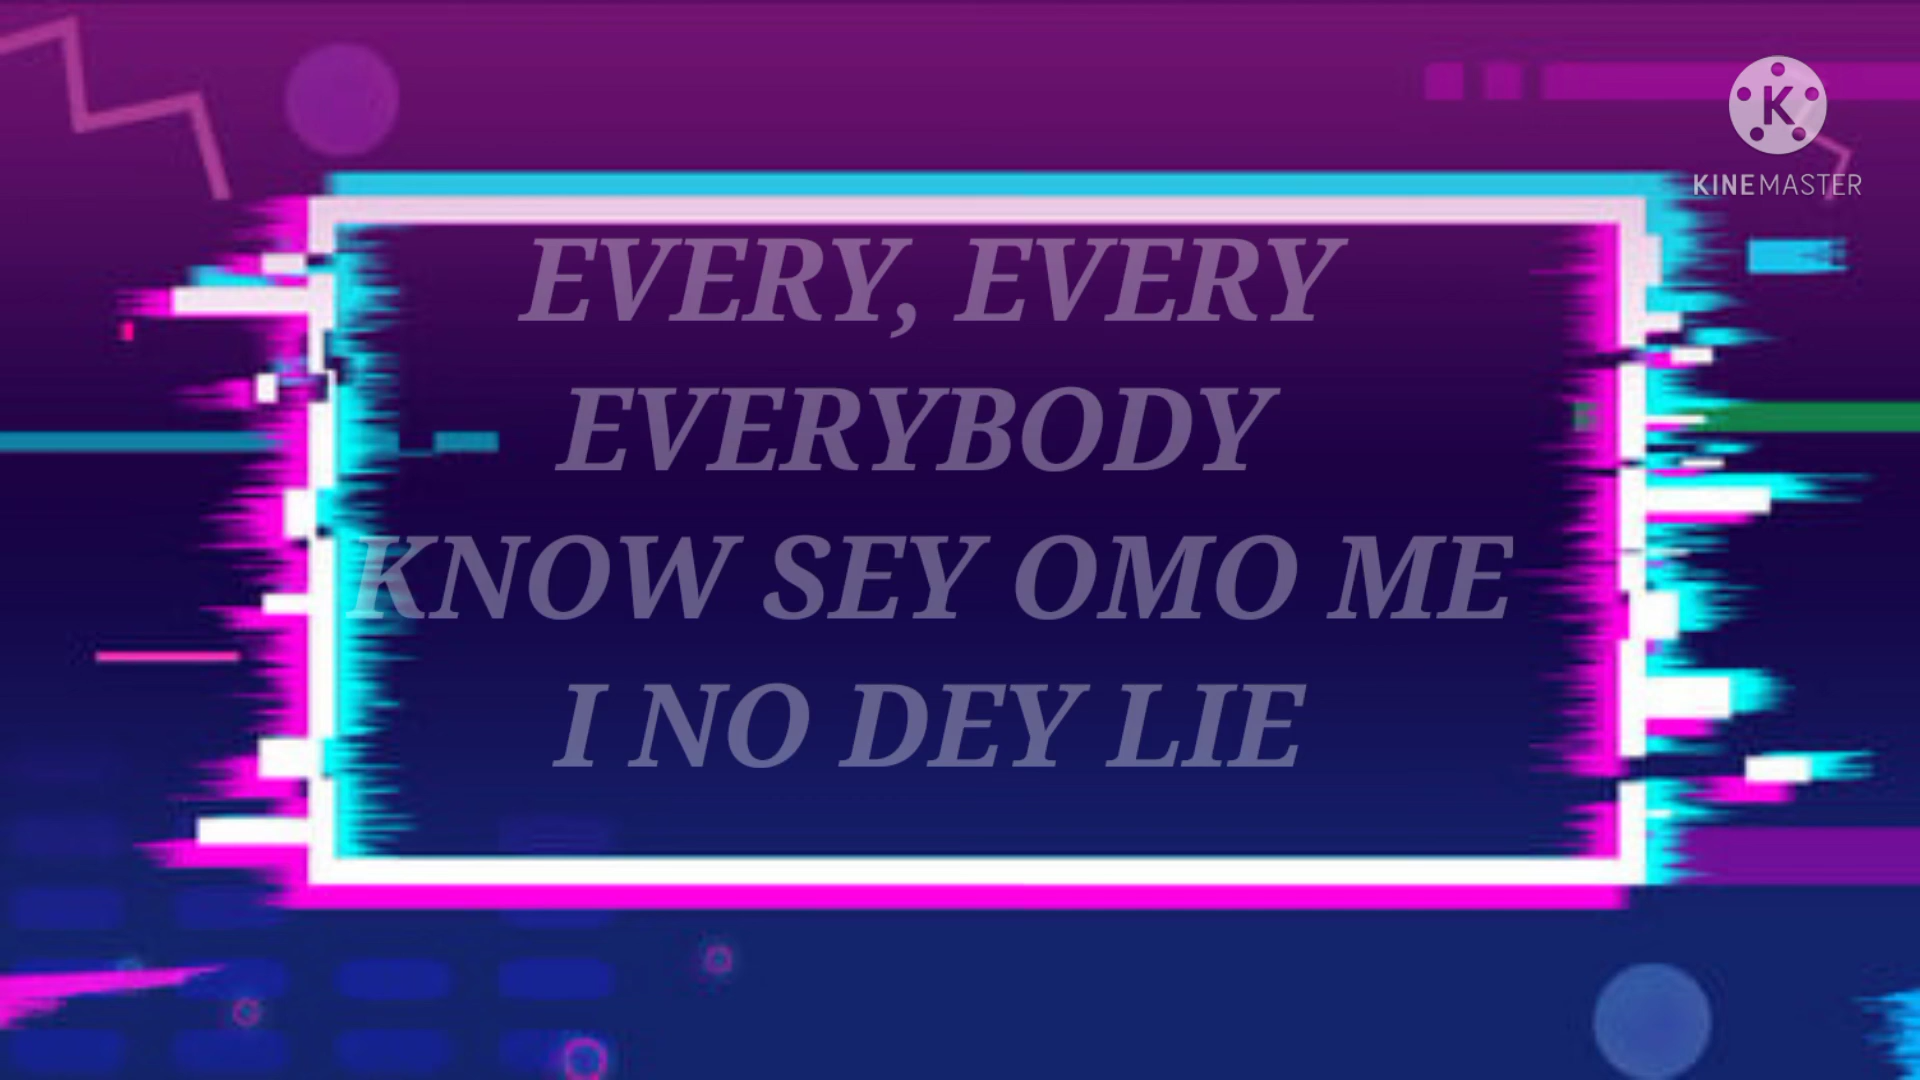 K
KINEMASTER
EVERY, EVERY
EVERYBODY
KNOW SEY OMO ME
I NO DEY LIE